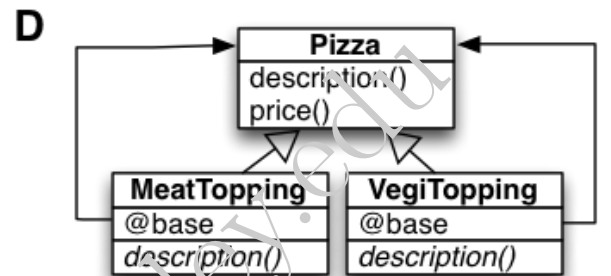 D
Pizza
description()
price()
MeatTopping
@base
description()
VegiTopping
@base
description()